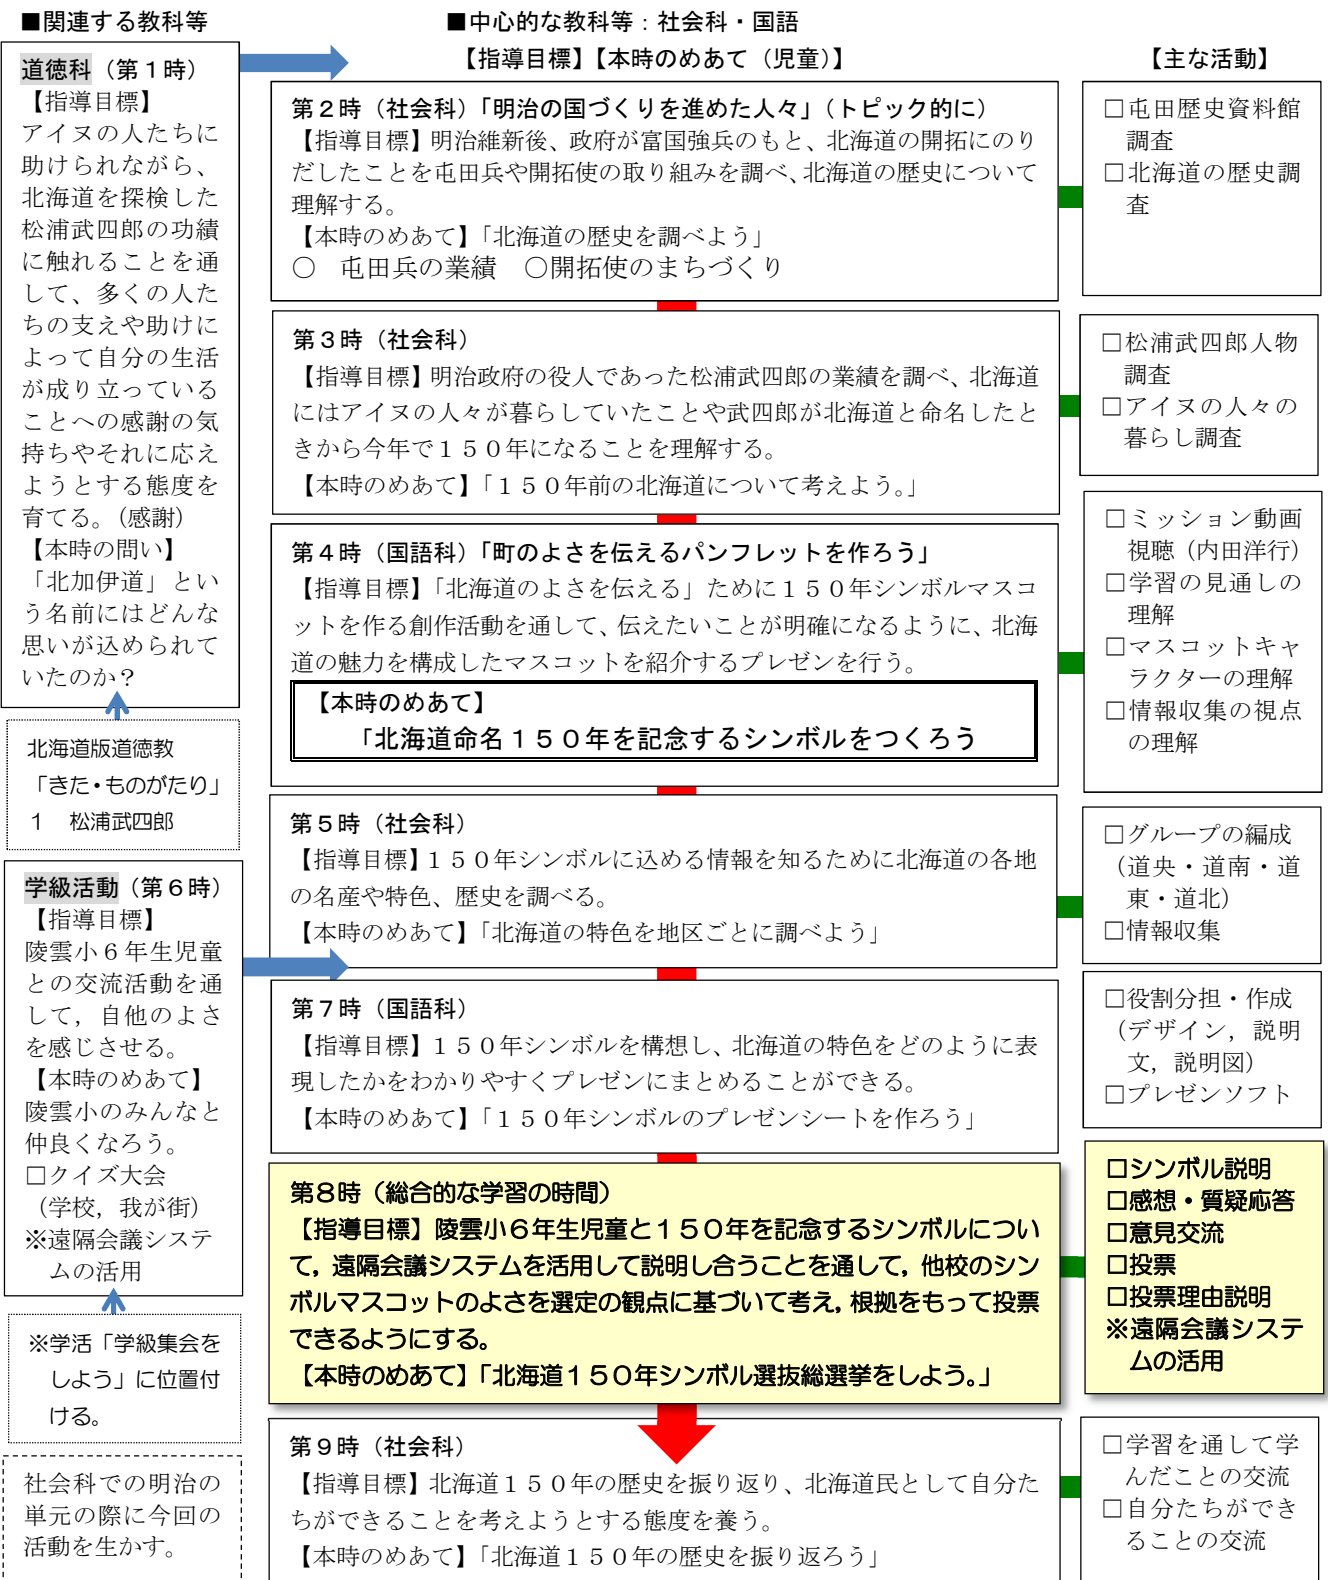 ■関連する教科等
■中心的な教科等：社会科・国語
【指導目標】【本時のめあて（児童）】
【主な活動】
道徳科（第１時）
【指導目標】
アイヌの人たちに
助けられながら、
北海道を探検した
松浦武四郎の功績
に触れることを通
して、多くの人た
ちの支えや助けに
よって自分の生活
が成り立っている
ことへの感謝の気
持ちやそれに応え
ようとする態度を
育てる。（感謝）
【本時の問い】
「北加伊道」とい
う名前にはどんな
思いが込められて
いたのか？
北海道版道徳教
「きた・ものがたり」
１　松浦武四郎
学級活動（第６時）
【指導目標】
陵雲小６年生児童
との交流活動を通
して，自他のよさ
を感じさせる。
【本時のめあて】
陵雲小のみんなと
仲良くなろう。
□クイズ大会
（学校，我が街）
※遠隔会議システ
ムの活用
※学活「学級集会を
しよう」に位置付
ける。
社会科での明治の
単元の際に今回の
活動を生かす。
第２時（社会科）「明治の国づくりを進めた人々」（トピック的に）
【指導目標】明治維新後、政府が富国強兵のもと、北海道の開拓にのり
だしたことを屯田兵や開拓使の取り組みを調べ、北海道の歴史について
理解する。
【本時のめあて】「北海道の歴史を調べよう」
○　屯田兵の業績　○開拓使のまちづくり
□屯田歴史資料館
調査
□北海道の歴史調
査
第３時（社会科）
【指導目標】明治政府の役人であった松浦武四郎の業績を調べ、北海道
にはアイヌの人々が暮らしていたことや武四郎が北海道と命名したと
きから今年で１５０年になることを理解する。
【本時のめあて】「１５０年前の北海道について考えよう。」
□松浦武四郎人物
調査
□アイヌの人々の
暮らし調査
第４時（国語科）「町のよさを伝えるパンフレットを作ろう」
【指導目標】「北海道のよさを伝える」ために１５０年シンボルマスコ
ットを作る創作活動を通して、伝えたいことが明確になるように、北海
道の魅力を構成したマスコットを紹介するプレゼンを行う。
【本時のめあて】
「北海道命名１５０年を記念するシンボルをつくろう
□ミッション動画
視聴（内田洋行）
□学習の見通しの
理解
□マスコットキャ
ラクターの理解
□情報収集の視点
の理解
第５時（社会科）
【指導目標】１５０年シンボルに込める情報を知るために北海道の各地
の名産や特色、歴史を調べる。
【本時のめあて】「北海道の特色を地区ごとに調べよう」
□グループの編成
（道央・道南・道
東・道北）
□情報収集
第７時（国語科）
【指導目標】１５０年シンボルを構想し、北海道の特色をどのように表
現したかをわかりやすくプレゼンにまとめることができる。
【本時のめあて】「１５０年シンボルのプレゼンシートを作ろう」
□役割分担・作成
（デザイン，説明
文，説明図）
□プレゼンソフト
第８時（総合的な学習の時間）
【指導目標】陵雲小６年生児童と１５０年を記念するシンボルについ
て，遠隔会議システムを活用して説明し合うことを通して，他校のシン
ボルマスコットのよさを選定の観点に基づいて考え，根拠をもって投票
できるようにする。
【本時のめあて】「北海道１５０年シンボル選抜総選挙をしよう。」
□シンボル説明
□感想・質疑応答
□意見交流
□投票
□投票理由説明
※遠隔会議システ
ムの活用
第９時（社会科）
【指導目標】北海道１５０年の歴史を振り返り、北海道民として自分た
ちができることを考えようとする態度を養う。
【本時のめあて】「北海道１５０年の歴史を振り返ろう」
□学習を通して学
んだことの交流
□自分たちができ
ることの交流